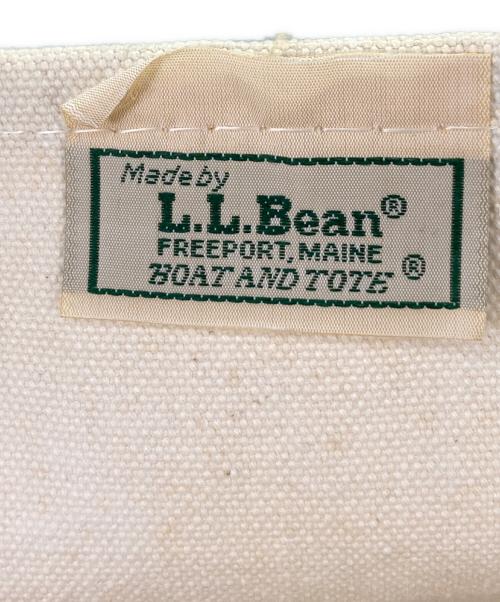 Made by
L.L.Bean®
FREEPORT, MAINE
BOAT AND TOTE ®